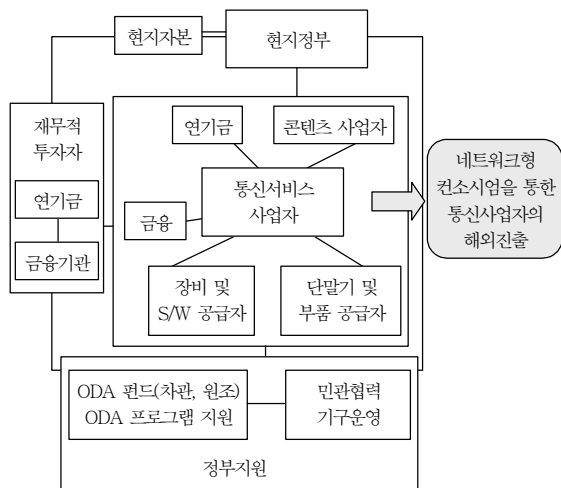 현지자본
현지정부
재무적
투자자
연기금
금융기관
연기금
콘텐츠 사업자
통신서비스
사업자
금융
장비 및
S/W 공급자
단말기 및
부품 공급자
네트워크형
컨소시엄을 통한
통신사업자의
해외진출
ODA 펀드(차관, 원조)
ODA 프로그램 지원
민관협력
기구운영
정부지원